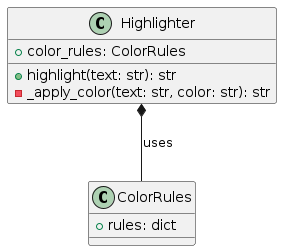 C Highlighter
color_rules: ColorRules
highlight(text: str): str
_apply_color(text: str, color: str): str
uses
C ColorRules
rules: dict